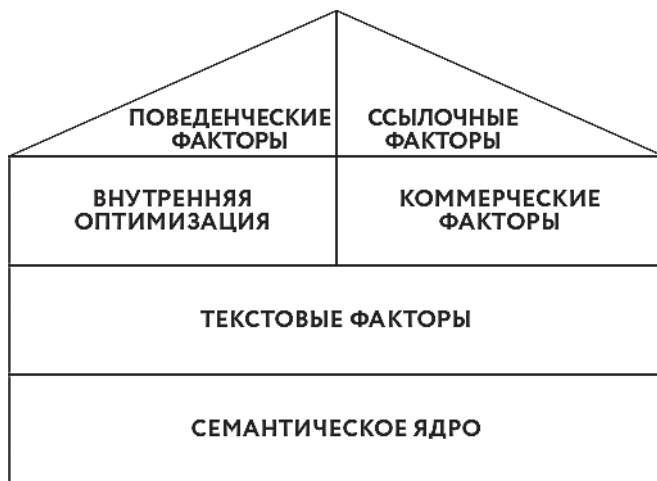 ПОВЕДЕНЧЕСКИЕ
ФАКТОРЫ
ССЫЛОЧНЫЕ
ФАКТОРЫ
ВНУТРЕННЯЯ
ОПТИМИЗАЦИЯ
КОММЕРЧЕСКИЕ
ФАКТОРЫ
ТЕКСТОВЫЕ ФАКТОРЫ
СЕМАНТИЧЕСКОЕ ЯДРО